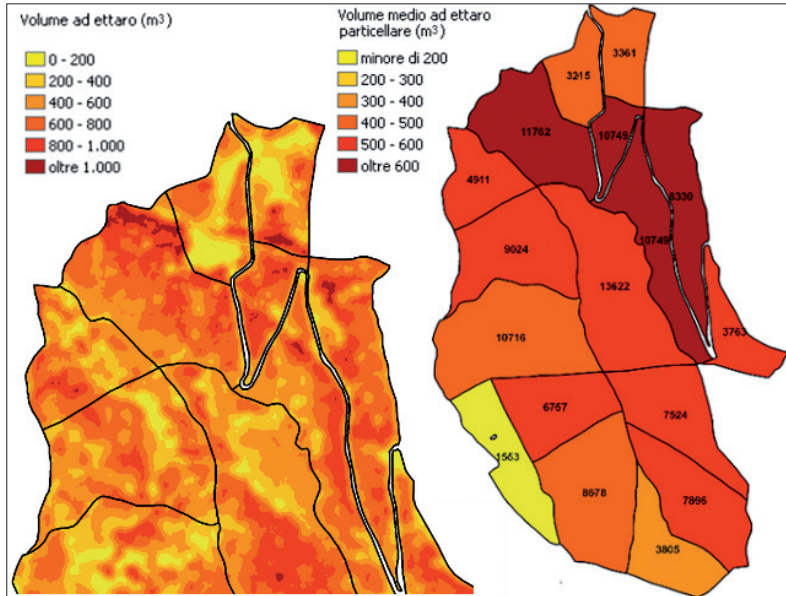 Volume ad ettaro (m³)
0 - 200
200 - 400
400 - 600
600 - 800
800 - 1.000
oltre 1.000
Volume medio ad ettaro
particellare (m³)
minore di 200
200 - 300
300 - 400
400 - 500
500 - 600
oltre 600
3361
3215
11762
10749
4911
8330
9024
10749
13622
3763
10716
6757
7524
1553
8678
7896
3805